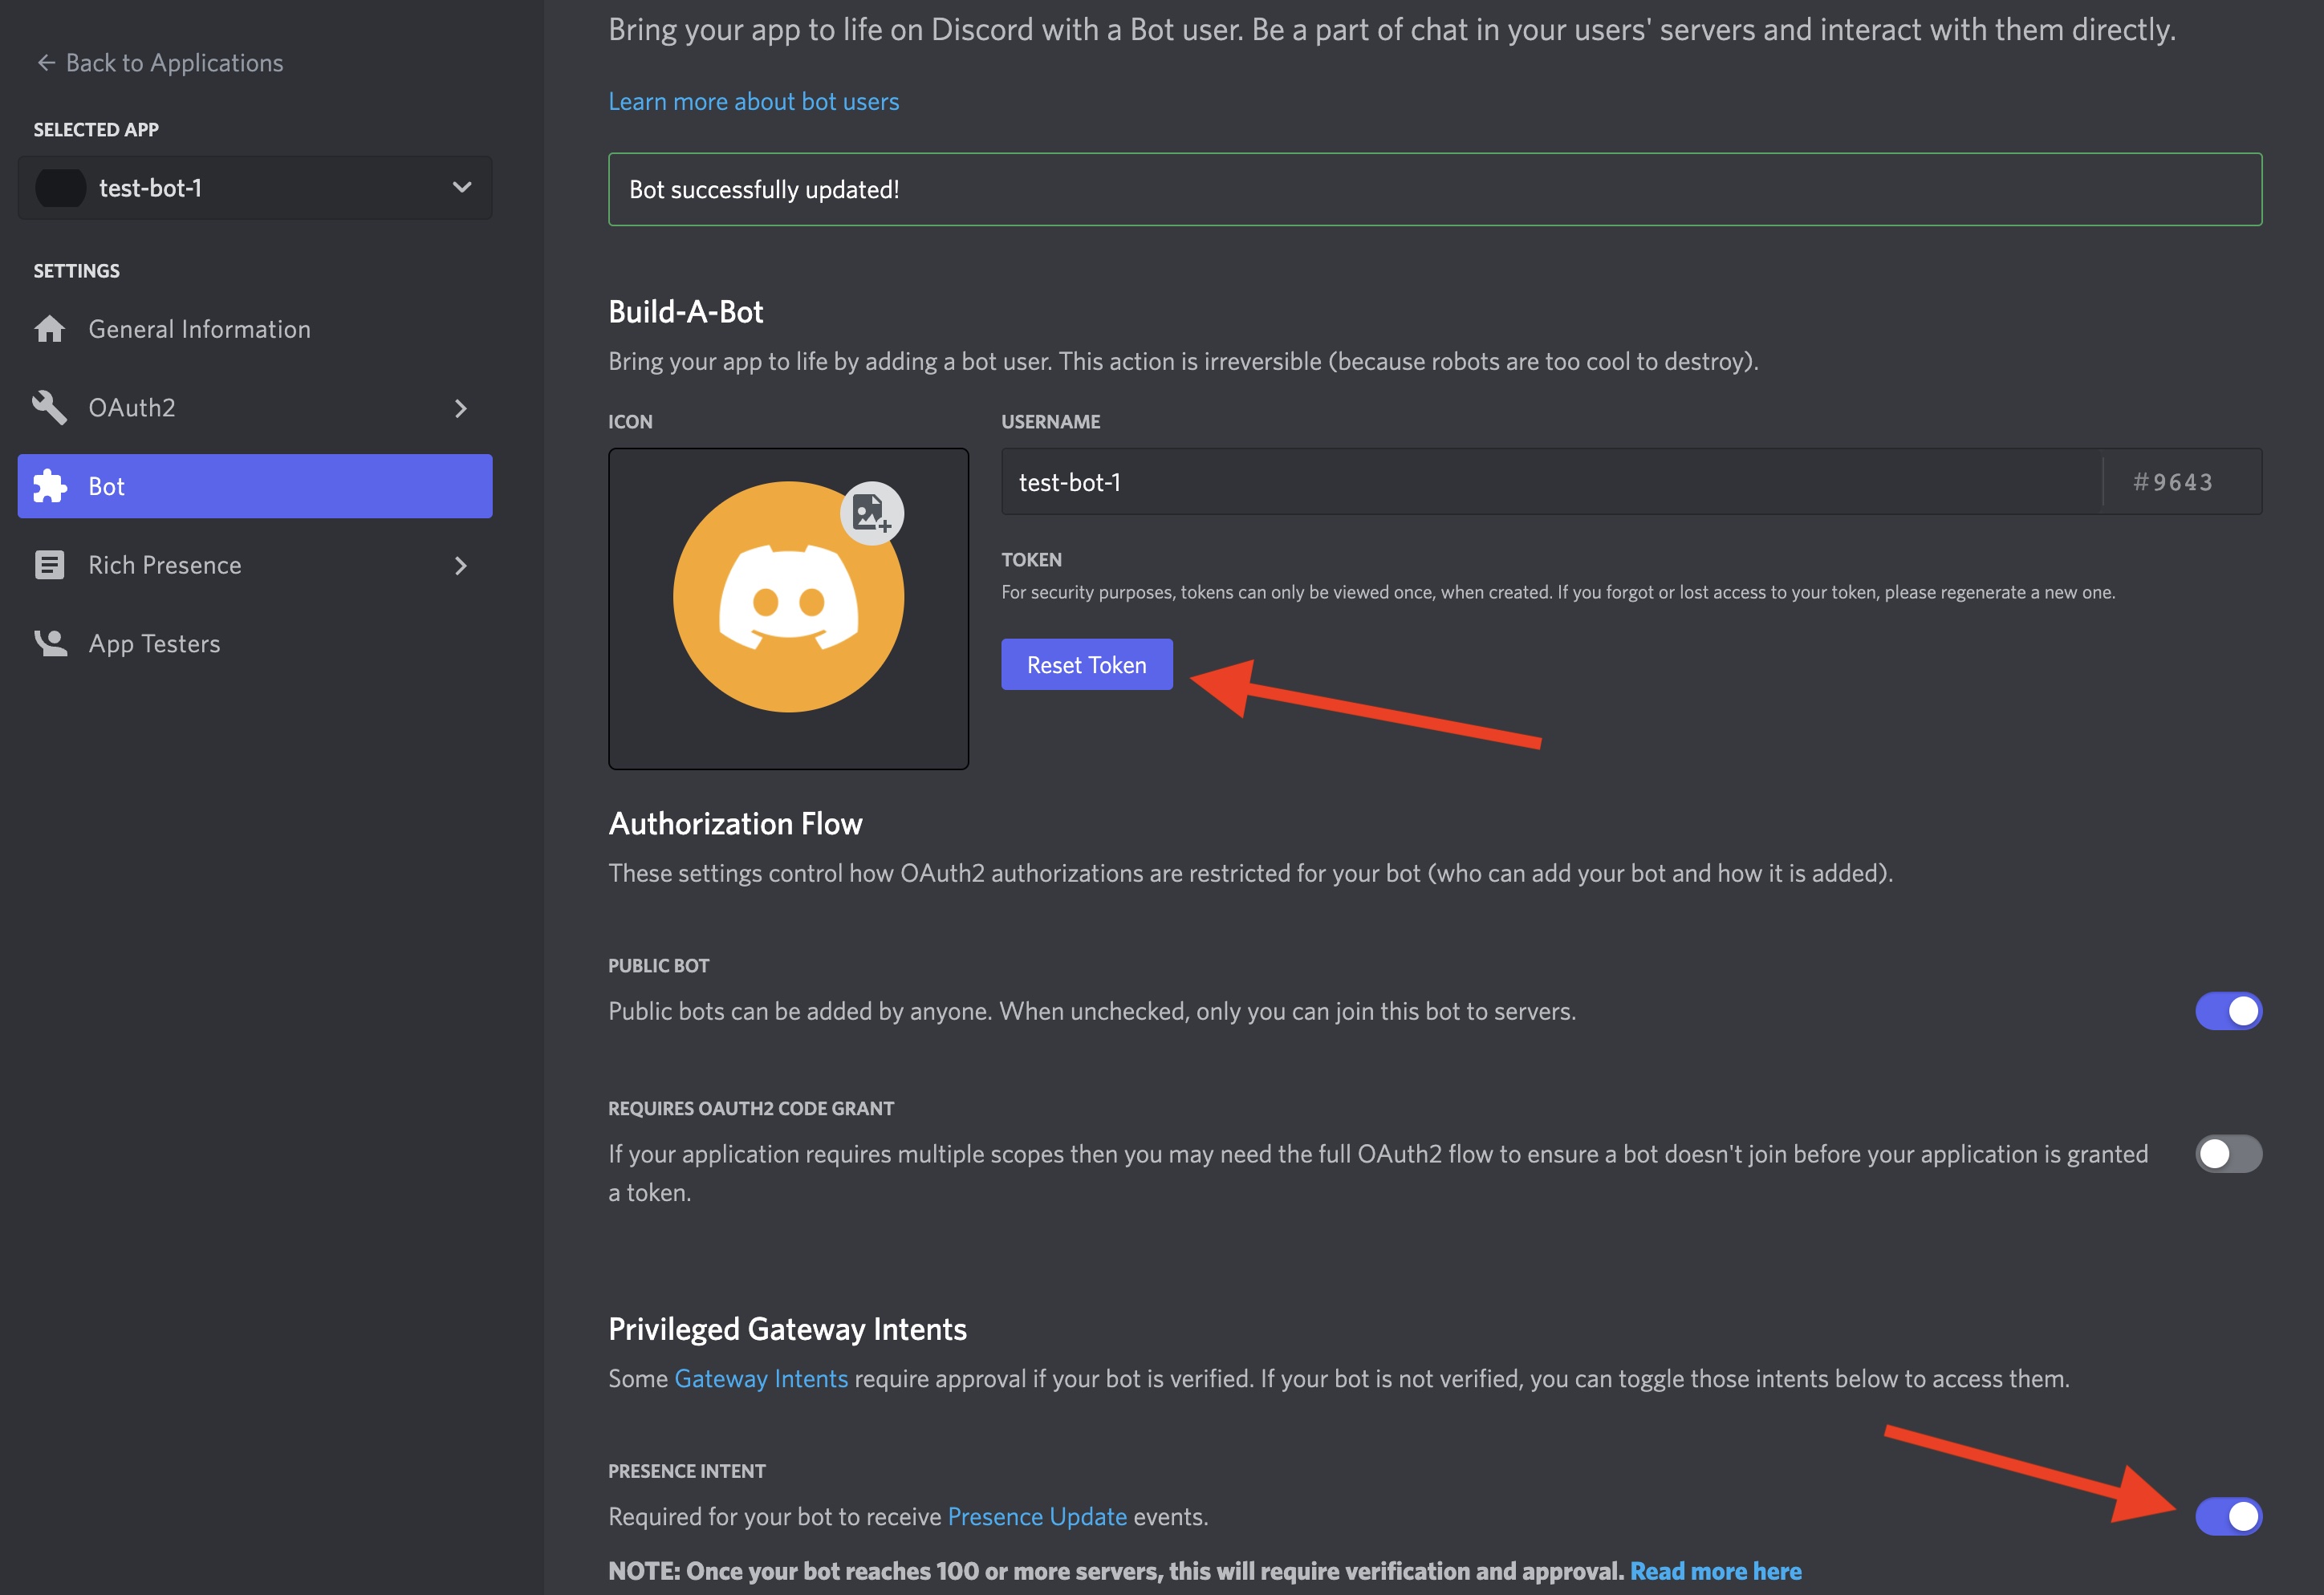 ← Back to Applications
SELECTED APP
test-bot-1
SETTINGS
General Information
OAuth2
Bot
Rich Presence
App Testers
Bring your app to life on Discord with a Bot user. Be a part of chat in your users' servers and interact with them directly.
Learn more about bot users
Bot successfully updated!
Build-A-Bot
Bring your app to life by adding a bot user. This action is irreversible (because robots are too cool to destroy).
ICON
USERNAME
test-bot-1 #9643
TOKEN
For security purposes, tokens can only be viewed once, when created. If you forgot or lost access to your token, please regenerate a new one.
Reset Token
Authorization Flow
These settings control how OAuth2 authorizations are restricted for your bot (who can add your bot and how it is added).
PUBLIC BOT
Public bots can be added by anyone. When unchecked, only you can join this bot to servers.
REQUIRES OAUTH2 CODE GRANT
If your application requires multiple scopes then you may need the full OAuth2 flow to ensure a bot doesn't join before your application is granted
a token.
Privileged Gateway Intents
Some Gateway Intents require approval if your bot is verified. If your bot is not verified, you can toggle those intents below to access them.
PRESENCE INTENT
Required for your bot to receive Presence Update events.
NOTE: Once your bot reaches 100 or more servers, this will require verification and approval. Read more here